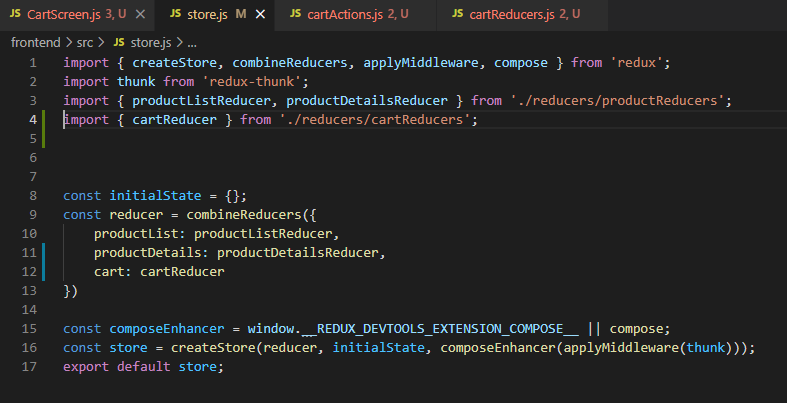 JS CartScreen.js 3, U ✕ JS store.js M ✕ JS cartActions.js 2, U JS cartReducers.js 2, U
frontend > src > JS store.js > ...
1 import { createStore, combineReducers, applyMiddleware, compose } from 'redux';
2 import thunk from 'redux-thunk';
3 import { productListReducer, productDetailsReducer } from './reducers/productReducers';
4 import { cartReducer } from './reducers/cartReducers';
5
6
7
8 const initialState = {};
9 const reducer = combineReducers({
10     productList: productListReducer,
11     productDetails: productDetailsReducer,
12     cart: cartReducer
13 })
14
15 const composeEnhancer = window.__REDUX_DEVTOOLS_EXTENSION_COMPOSE__ || compose;
16 const store = createStore(reducer, initialState, composeEnhancer(applyMiddleware(thunk)));
17 export default store;